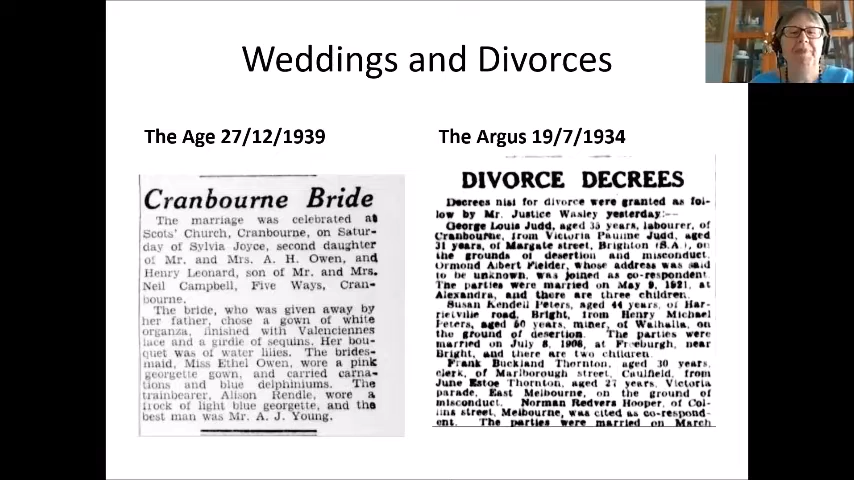 Weddings and Divorces
The Age 27/12/1939
Cranbourne Bride
The marriage was celebrated at
Scots' Church, Cranbourne, on Satur-
day of Sylvia Joyce, second daughter
of Mr. and Mrs. A. H. Owen, and
Henry Leonard, son of Mr. and Mrs.
Neil Campbell, Five Ways, Cran-
bourne.
The bride, who was given away by
her father, chose a gown of white
organza, finished with Valenciennes
lace and a girdle of sequins. Her bou-
quet was of water lilies. The brides-
maid, Miss Ethel Owen, wore a pink
georgette gown, and carried carna-
tions and blue delphiniums. The
trainbearer, Alison Rendle, wore a
frock of light blue georgette, and the
best man was Mr. A. J. Young.
The Argus 19/7/1934
DIVORCE DECREES
Decrees nisi for divorce were granted as fol-
low by Mr. Justice Wasley yesterday:—
George Louis Judd, aged 35 years, labourer, of
Cranbourne, from Victoria Pauline Judd, aged
31 years, of Margate street, Brighton (S.A.), on
the grounds of desertion and misconduct.
Ormond Albert Fielder, whose address was said
to be unknown, was joined as co-respondent.
The parties were married on May 9, 1921, at
Alexandra, and there are three children.
Susan Kendell Peters, aged 44 years, of Har-
rietville road, Bright, from Henry Michael
Peters, aged 60 years, miner, of Walhalla, on
the ground of desertion. The parties were
married on July 8, 1908, at Freeburgh, near
Bright, and there are two children.
Frank Buckland Thornton, aged 30 years,
clerk, of Marlborough street, Caulfield, from
June Estoe Thornton, aged 27 years, Victoria
parade, East Melbourne, on the ground of
misconduct. Norman Redvers Hooper, of Col-
lins street, Melbourne, was cited as co-respond-
ent. The parties were married on March